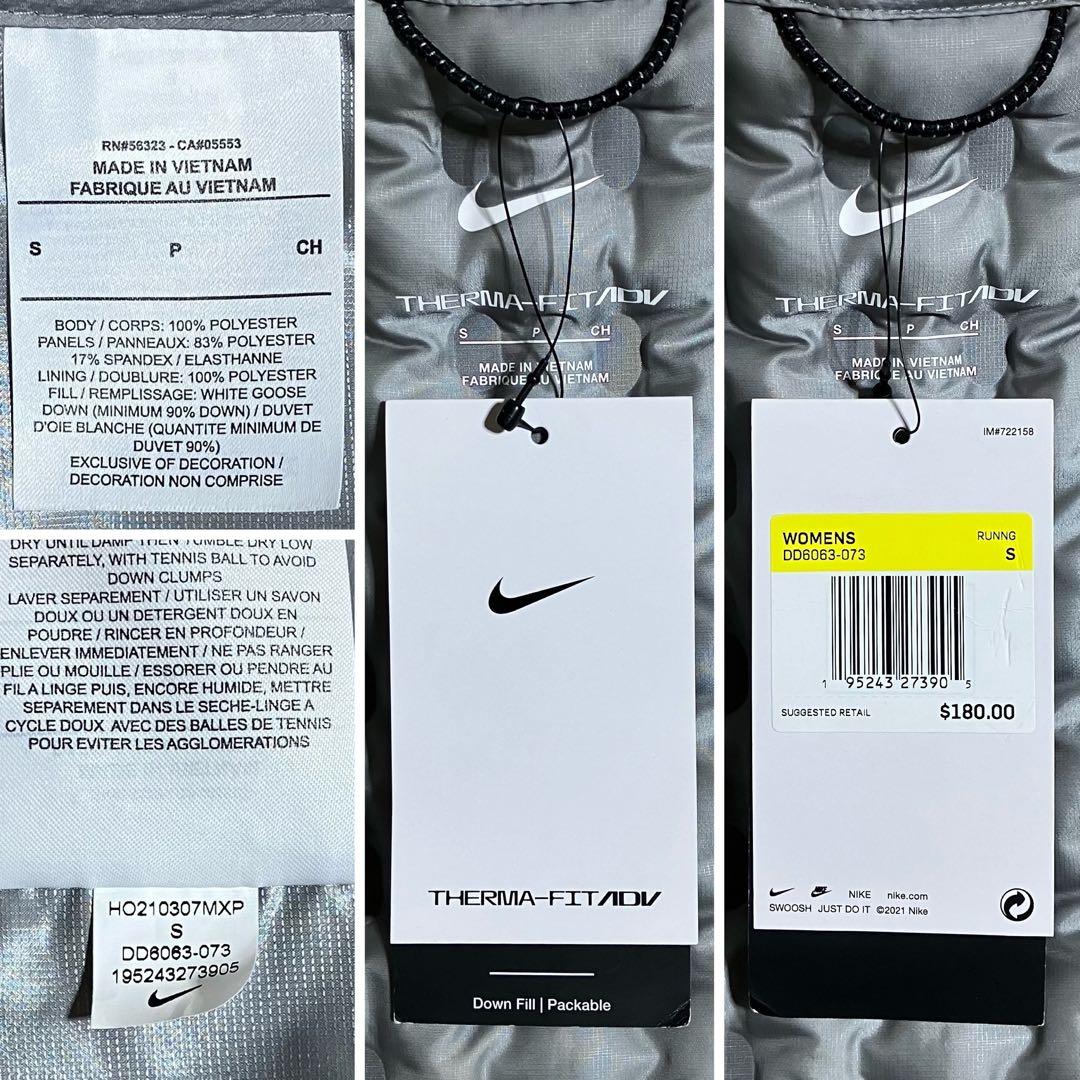 RN#56323 - CA#05553
MADE IN VIETNAM
FABRIQUE AU VIETNAM
S P CH
BODY / CORPS: 100% POLYESTER
PANELS / PANNEAUX: 83% POLYESTER
17% SPANDEX / ELASTHANNE
LINING / DOUBLURE: 100% POLYESTER
FILL / REMPLISSAGE: WHITE GOOSE
DOWN (MINIMUM 90% DOWN) / DUVET
D'OIE BLANCHE (QUANTITE MINIMUM DE
DUVET 90%)
EXCLUSIVE OF DECORATION /
DECORATION NON COMPRISE
DRY UNTIL DAMP THEN TUMBLE DRY LOW
SEPARATELY, WITH TENNIS BALL TO AVOID
DOWN CLUMPS
LAVER SEPAREMENT / UTILISER UN SAVON
DOUX OU UN DETERGENT DOUX EN
POUDRE / RINCER EN PROFONDEUR /
ENLEVER IMMEDIATEMENT / NE PAS RANGER
PLIE OU MOUILLE / ESSORER OU PENDRE AU
FIL A LINGE PUIS, ENCORE HUMIDE, METTRE
SEPAREMENT DANS LE SECHE-LINGE A
CYCLE DOUX AVEC DES BALLES DE TENNIS
POUR EVITER LES AGGLOMERATIONS
HO210307MXP
S
DD6063-073
195243273905
THERMA-FIT ADV
S P CH
MADE IN VIETNAM
FABRIQUE AU VIETNAM
THERMA-FIT ADV
Down Fill | Packable
THERMA-FIT ADV
S P CH
MADE IN VIETNAM
FABRIQUE AU VIETNAM
IM#722158
WOMENS RUNNG
DD6063-073 S
1 95243 27390 5
SUGGESTED RETAIL $180.00
NIKE nike.com
SWOOSH JUST DO IT ©2021 Nike